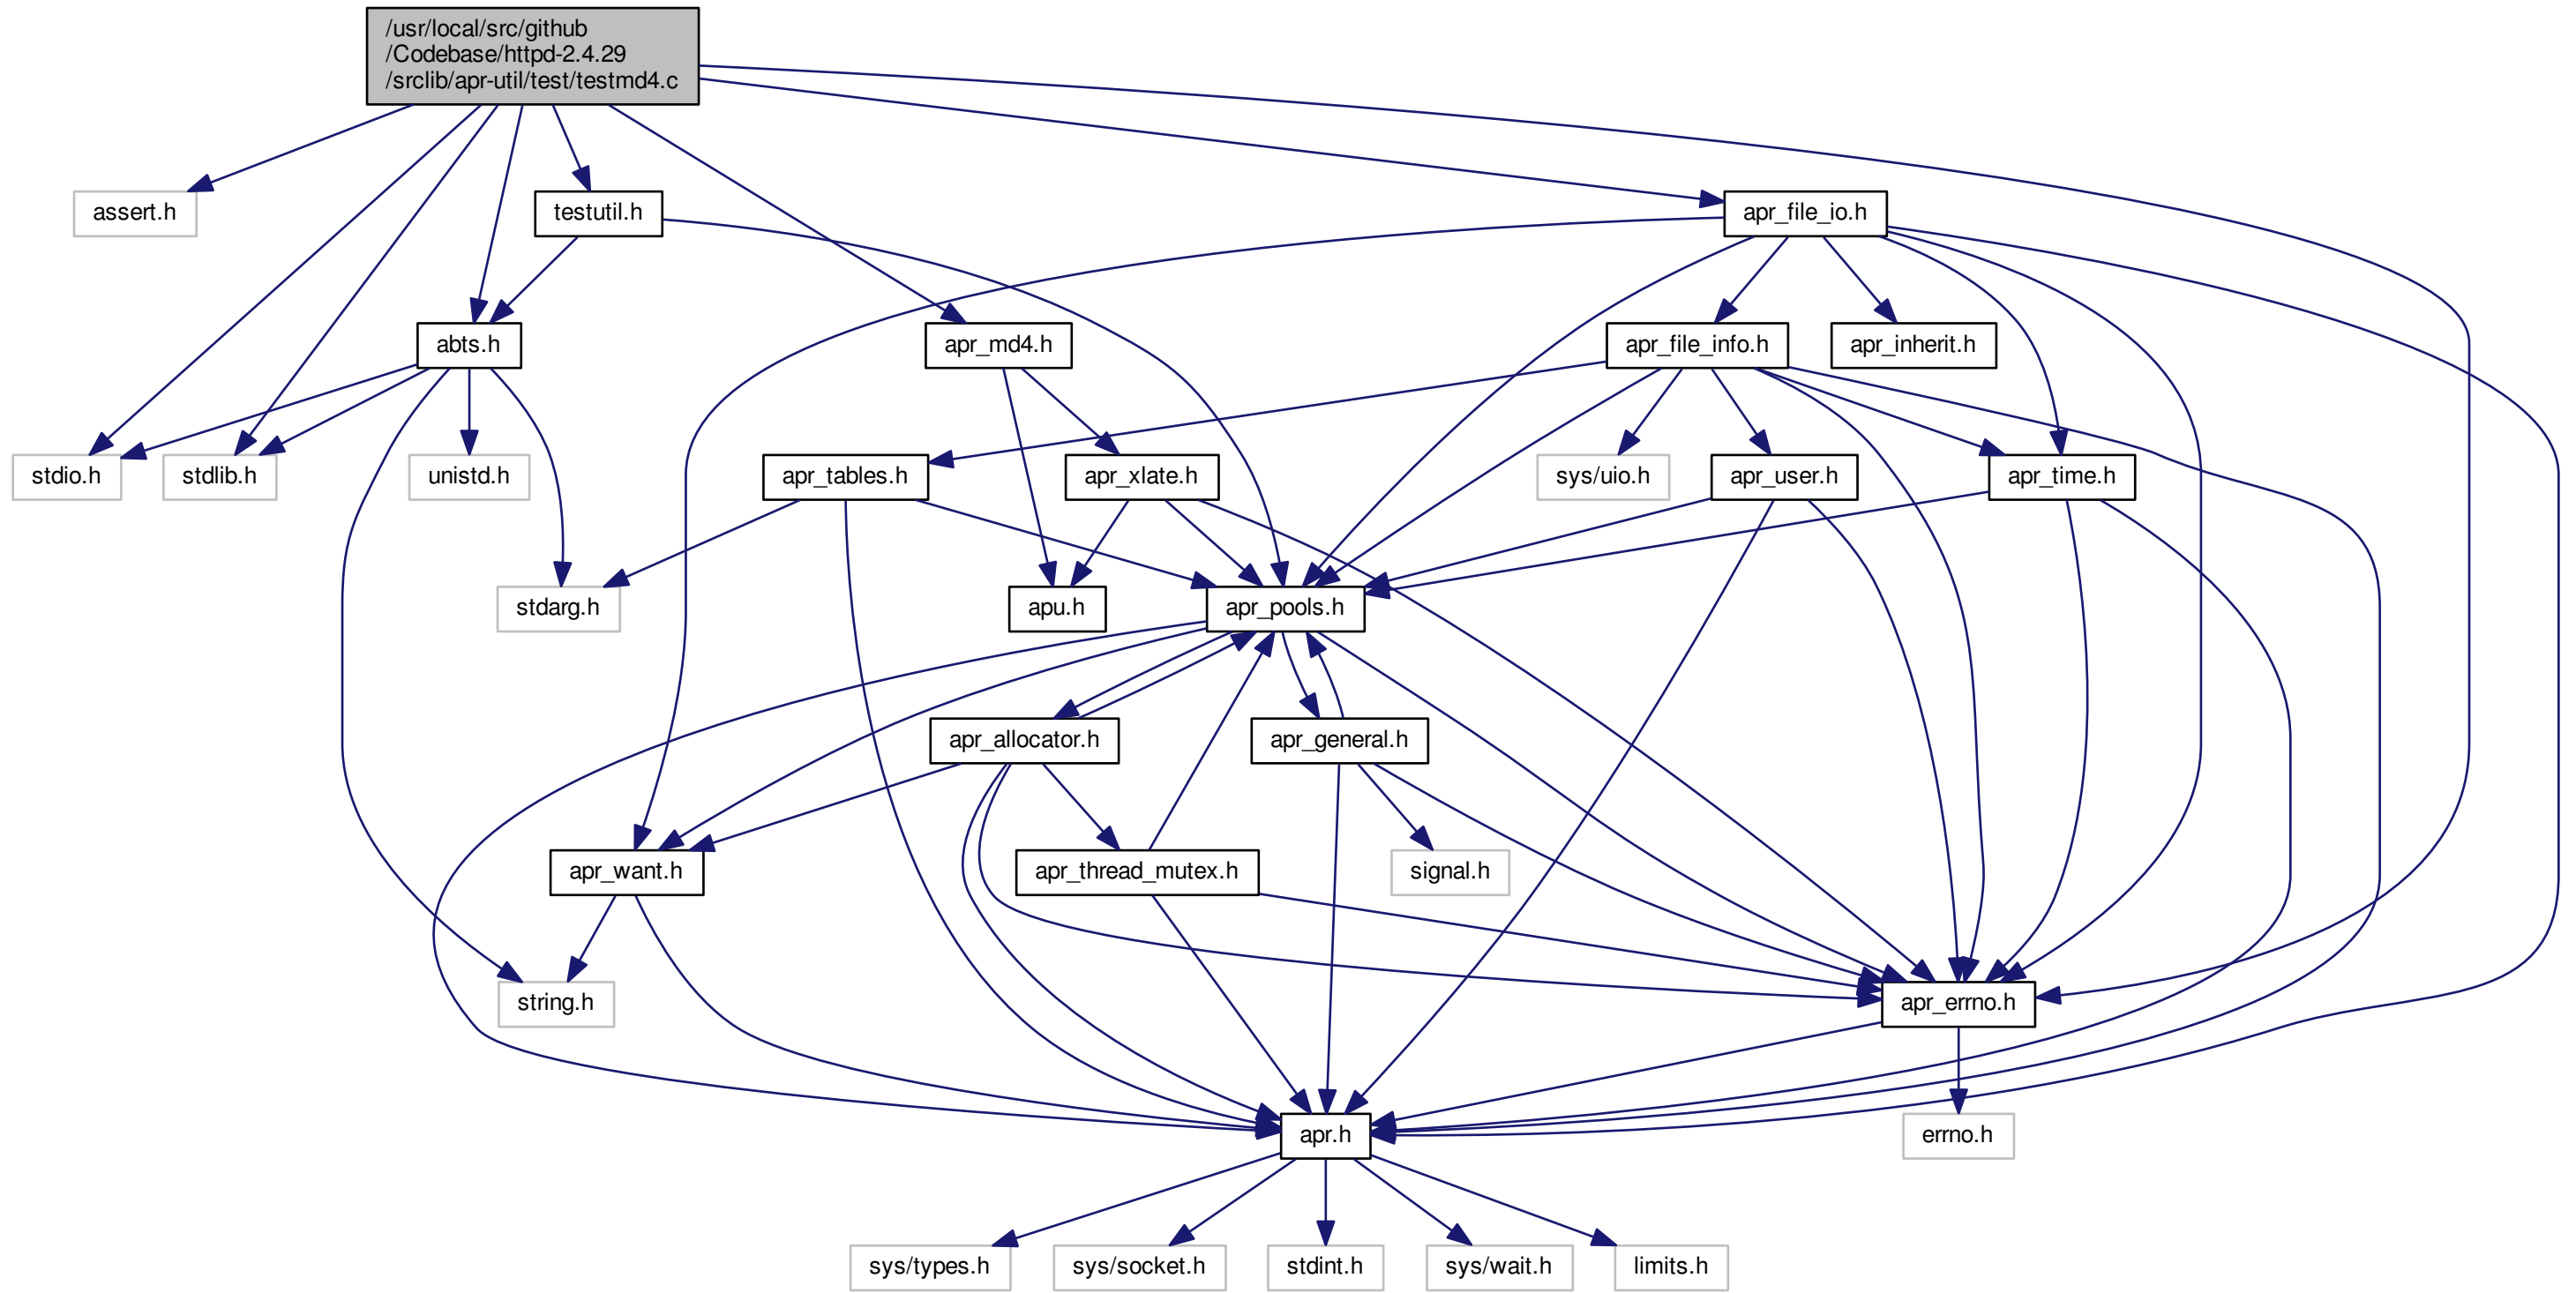 /usr/local/src/github
/Codebase/httpd-2.4.29
/srclib/apr-util/test/testmd4.c
assert.h
testutil.h
apr_file_io.h
abts.h
apr_md4.h
apr_file_info.h
apr_inherit.h
stdio.h
stdlib.h
unistd.h
apr_tables.h
apr_xlate.h
sys/uio.h
apr_user.h
apr_time.h
stdarg.h
apu.h
apr_pools.h
apr_allocator.h
apr_general.h
apr_want.h
apr_thread_mutex.h
signal.h
string.h
apr_errno.h
apr.h
errno.h
sys/types.h
sys/socket.h
stdint.h
sys/wait.h
limits.h